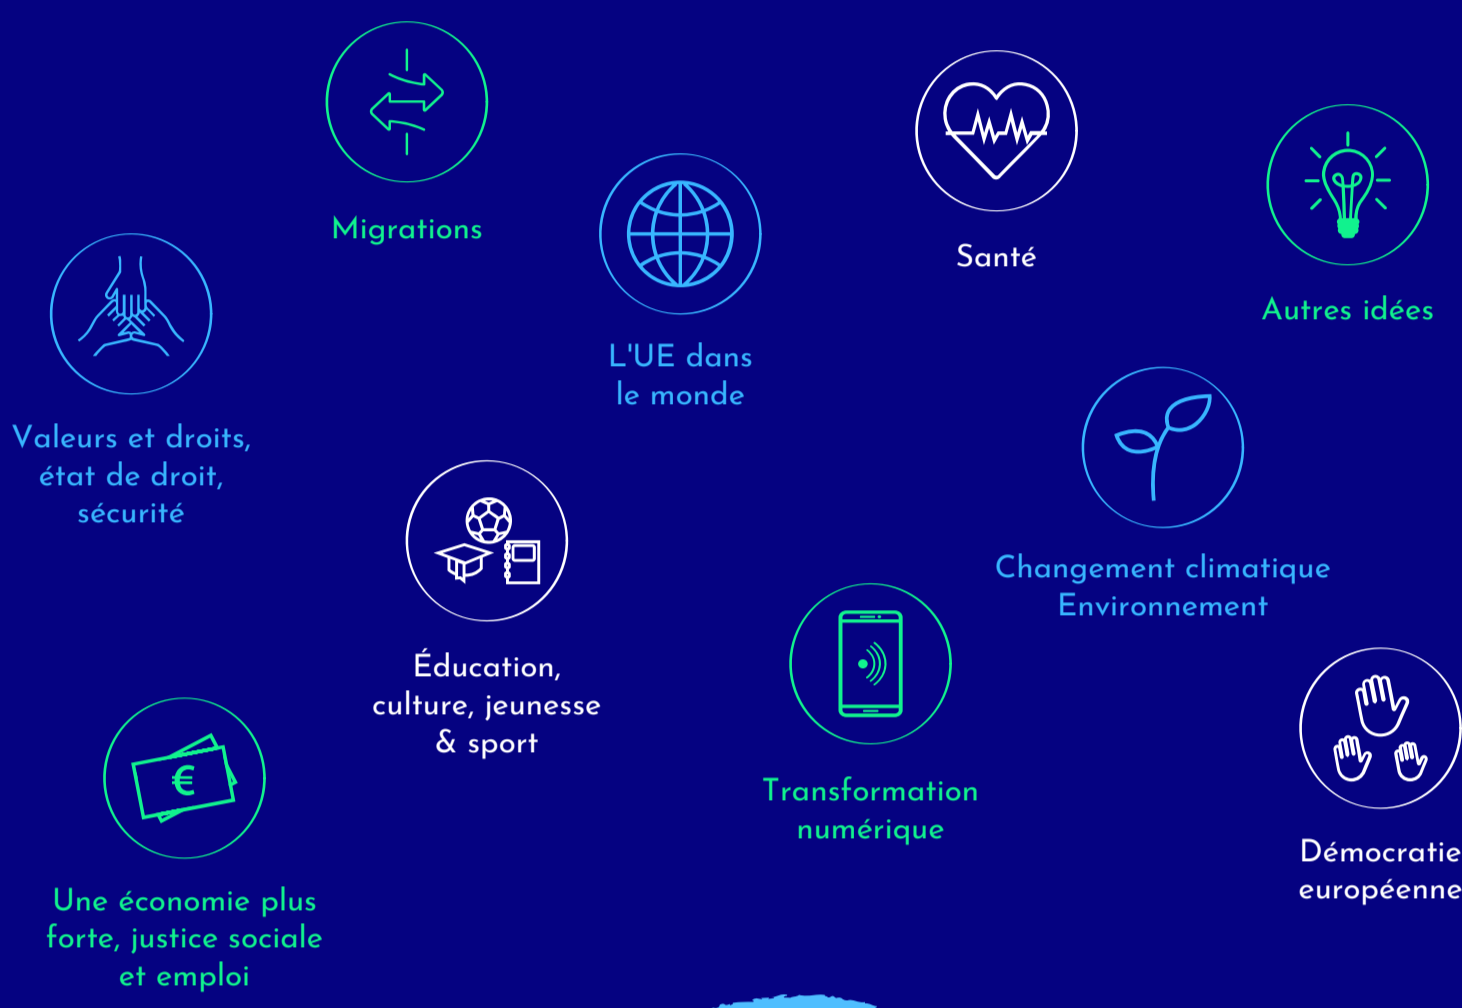 Migrations
Santé
Autres idées
L'UE dans
le monde
Valeurs et droits,
état de droit,
sécurité
Changement climatique
Environnement
Éducation,
culture, jeunesse
& sport
Transformation
numérique
Démocratie
européenne
€
Une économie plus
forte, justice sociale
et emploi